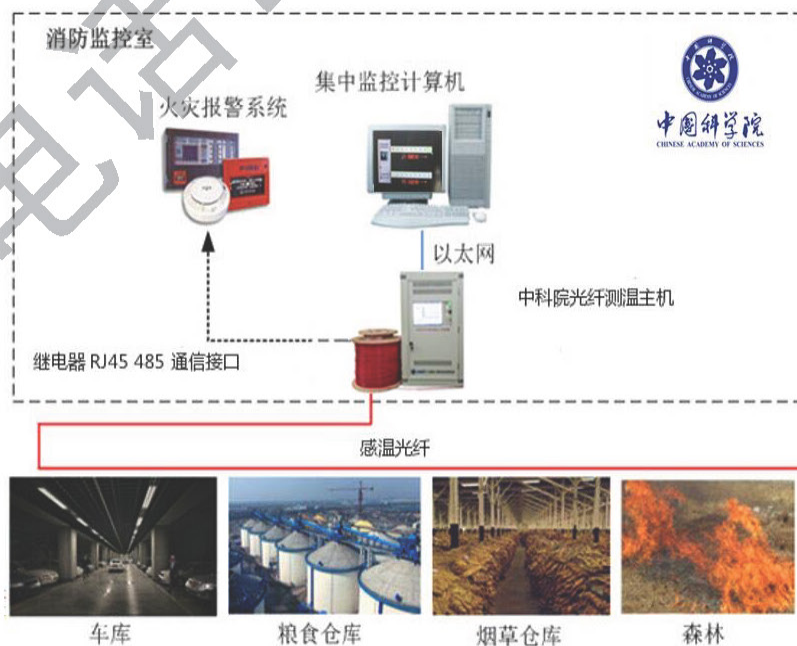 消防监控室
火灾报警系统
集中监控计算机
中国科学院
CHINESE ACADEMY OF SCIENCES
以太网
中科院光纤测温主机
继电器 RJ45 485 通信接口
感温光纤
车库
粮食仓库
烟草仓库
森林
电话